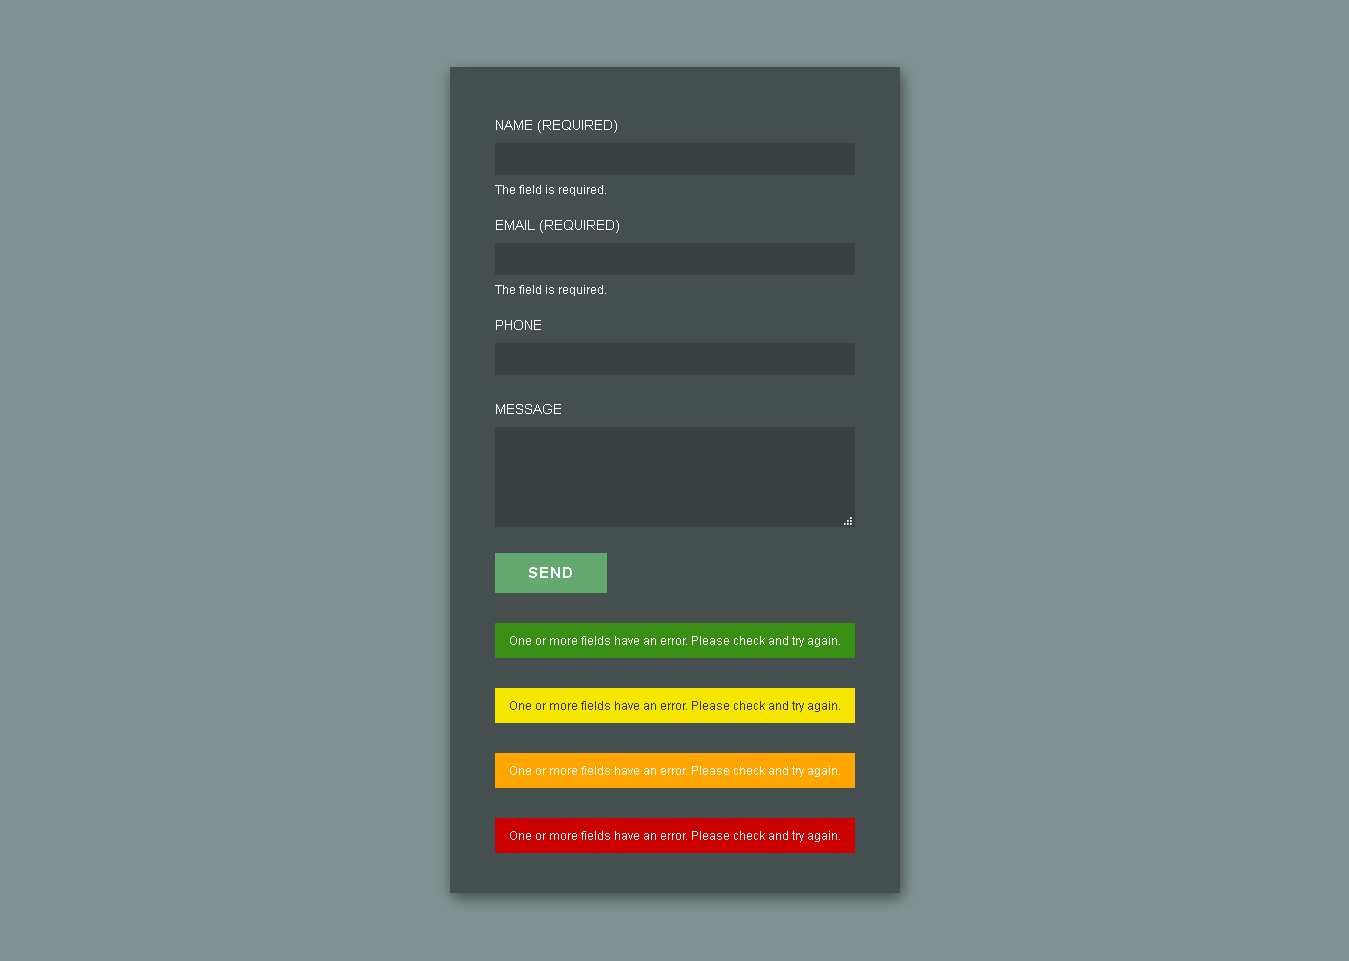 NAME (REQUIRED)
The field is required.
EMAIL (REQUIRED)
The field is required.
PHONE
MESSAGE
SEND
One or more fields have an error. Please check and try again.
One or more fields have an error. Please check and try again.
One or more fields have an error. Please check and try again.
One or more fields have an error. Please check and try again.